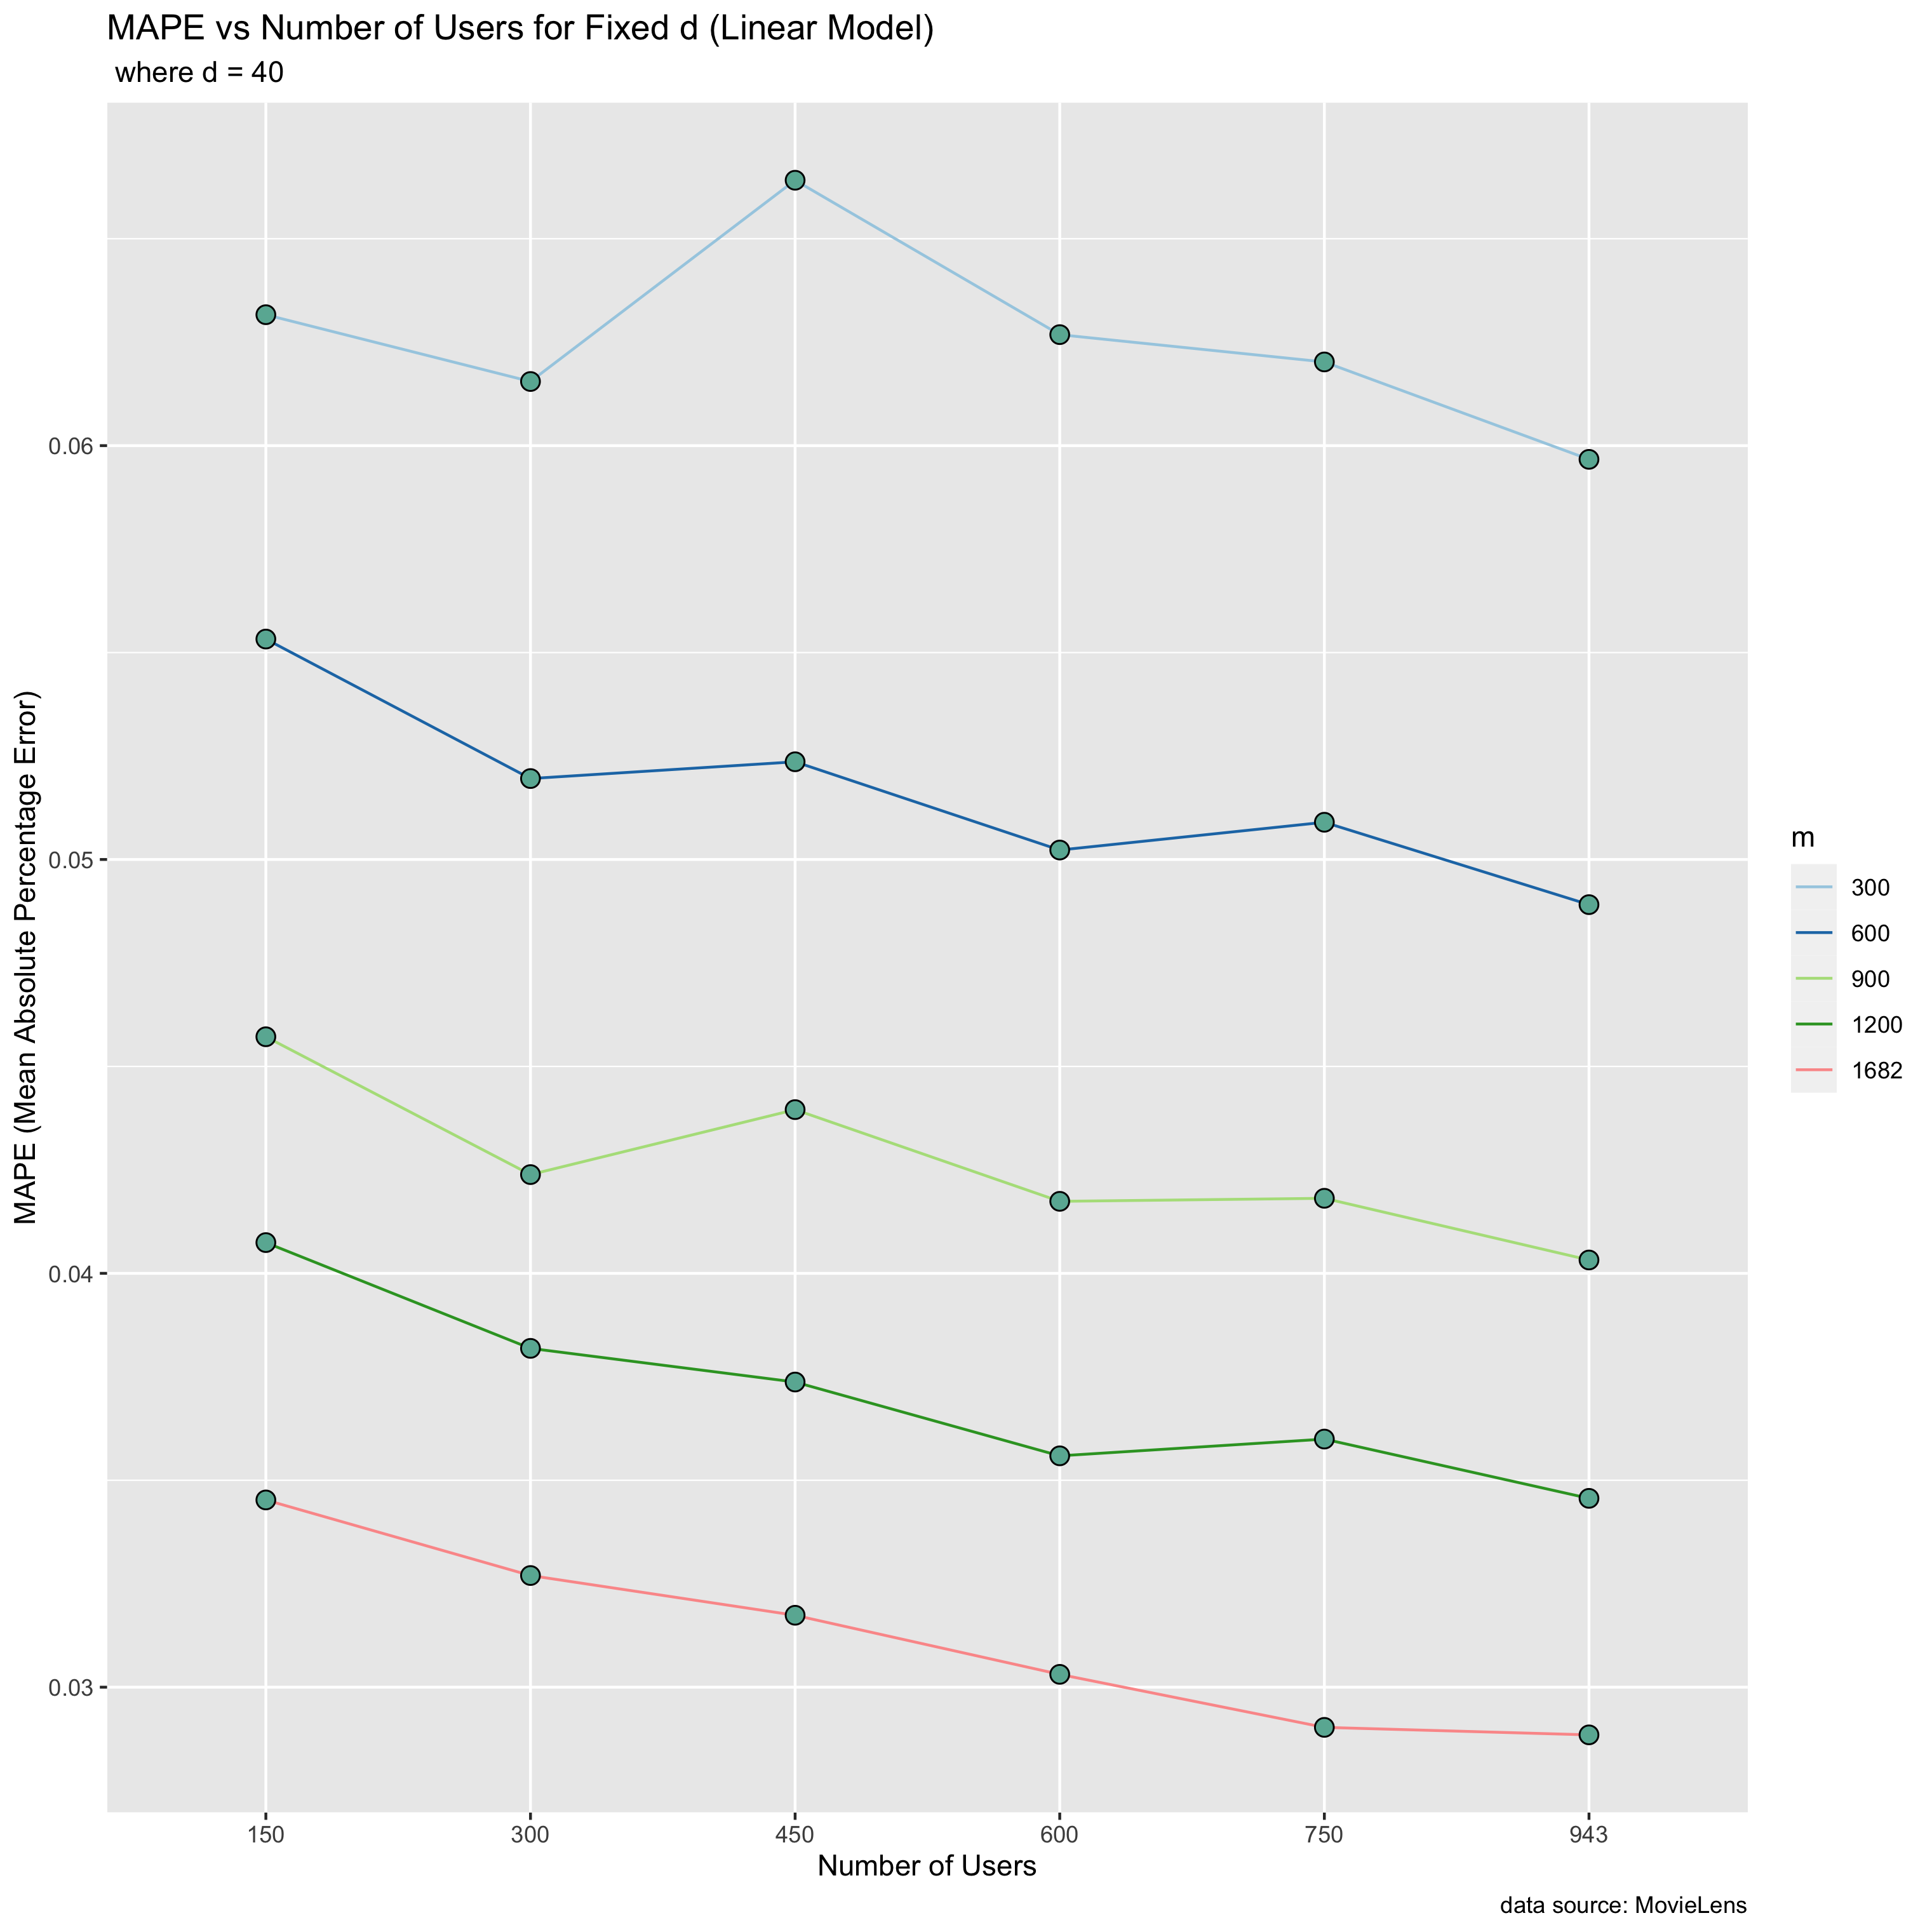 MAPE vs Number of Users for Fixed d (Linear Model)
where d = 40
MAPE (Mean Absolute Percentage Error)
0.06
0.05
0.04
0.03
150
300
450
600
750
943
Number of Users
m
300
600
900
1200
1682
data source: MovieLens